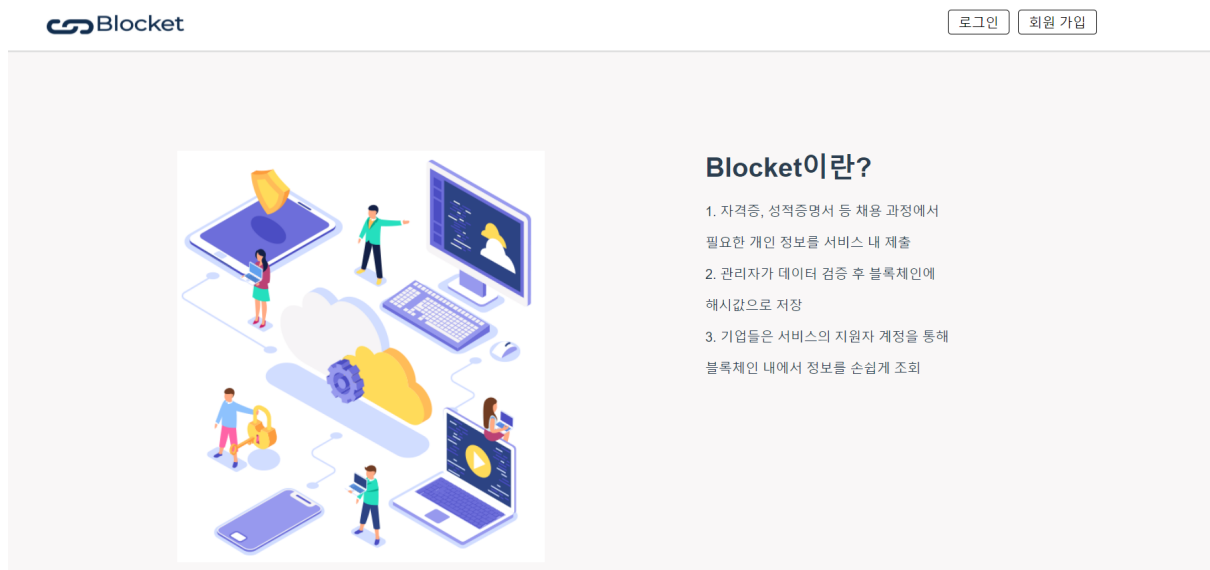 Blocket
로그인 회원 가입
Blocket이란?
1. 자격증, 성적증명서 등 채용 과정에서
필요한 개인 정보를 서비스 내 제출
2. 관리자가 데이터 검증 후 블록체인에
해시값으로 저장
3. 기업들은 서비스의 지원자 계정을 통해
블록체인 내에서 정보를 손쉽게 조회